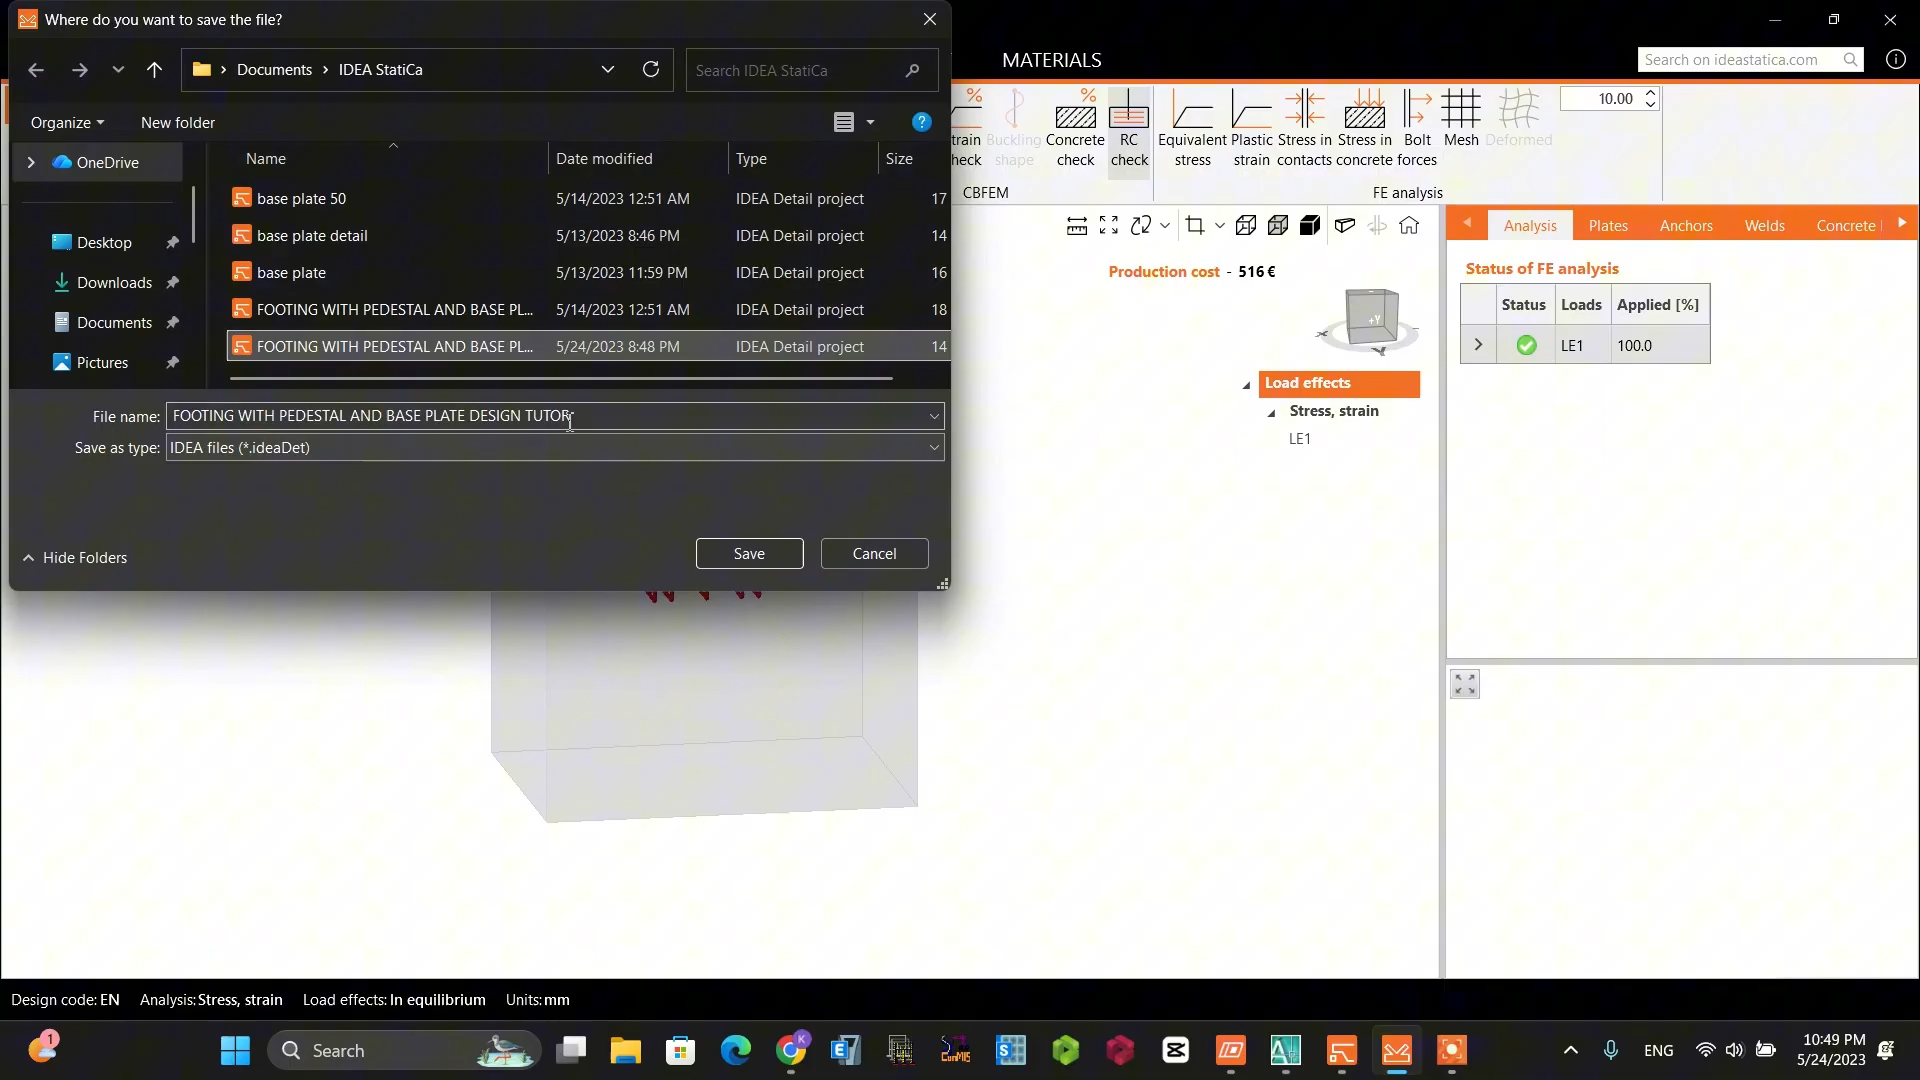 Where do you want to save the file?
MATERIALS
Search on ideastatica.com
Documents > IDEA StatiCa
Search IDEA StatiCa
Organize
New folder
Name
Date modified
Type
Size
OneDrive
Desktop
Downloads
Documents
Pictures
base plate 50 5/14/2023 12:51 AM IDEA Detail project 17
base plate detail 5/13/2023 8:46 PM IDEA Detail project 14
base plate 5/13/2023 11:59 PM IDEA Detail project 16
FOOTING WITH PEDESTAL AND BASE PL... 5/14/2023 12:51 AM IDEA Detail project 18
FOOTING WITH PEDESTAL AND BASE PL... 5/24/2023 8:48 PM IDEA Detail project 14
File name: FOOTING WITH PEDESTAL AND BASE PLATE DESIGN TUTOR
Save as type: IDEA files (*.ideaDet)
Hide Folders
Save
Cancel
train
heck
Buckling
shape
Concrete
check
RC
check
Equivalent
stress
Plastic
strain
Stress in
contacts
Stress in
concrete
Bolt
forces
Mesh
Deformed
10.00
CBFEM
FE analysis
Production cost - 516 €
+Y
Load effects
Stress, strain
LE1
Analysis
Plates
Anchors
Welds
Concrete
Status of FE analysis
Status Loads Applied [%]
LE1 100.0
Design code: EN Analysis: Stress, strain Load effects: In equilibrium Units: mm
1
Search
K
ENG
10:49 PM
5/24/2023